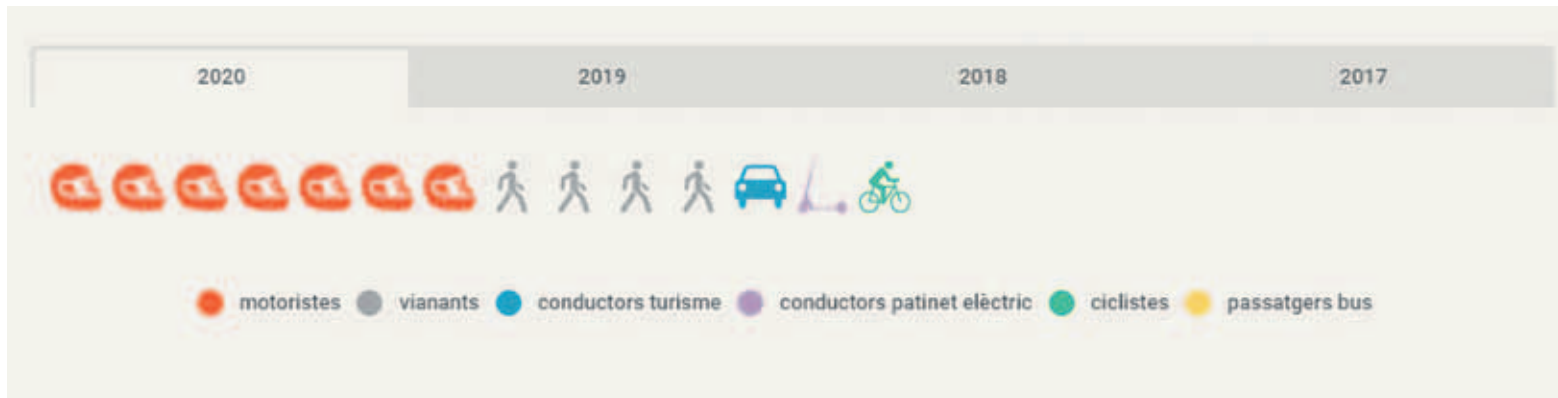 2020 2019 2018 2017
motoristes vianants conductors turisme conductors patinet elèctric ciclistes passatgers bus